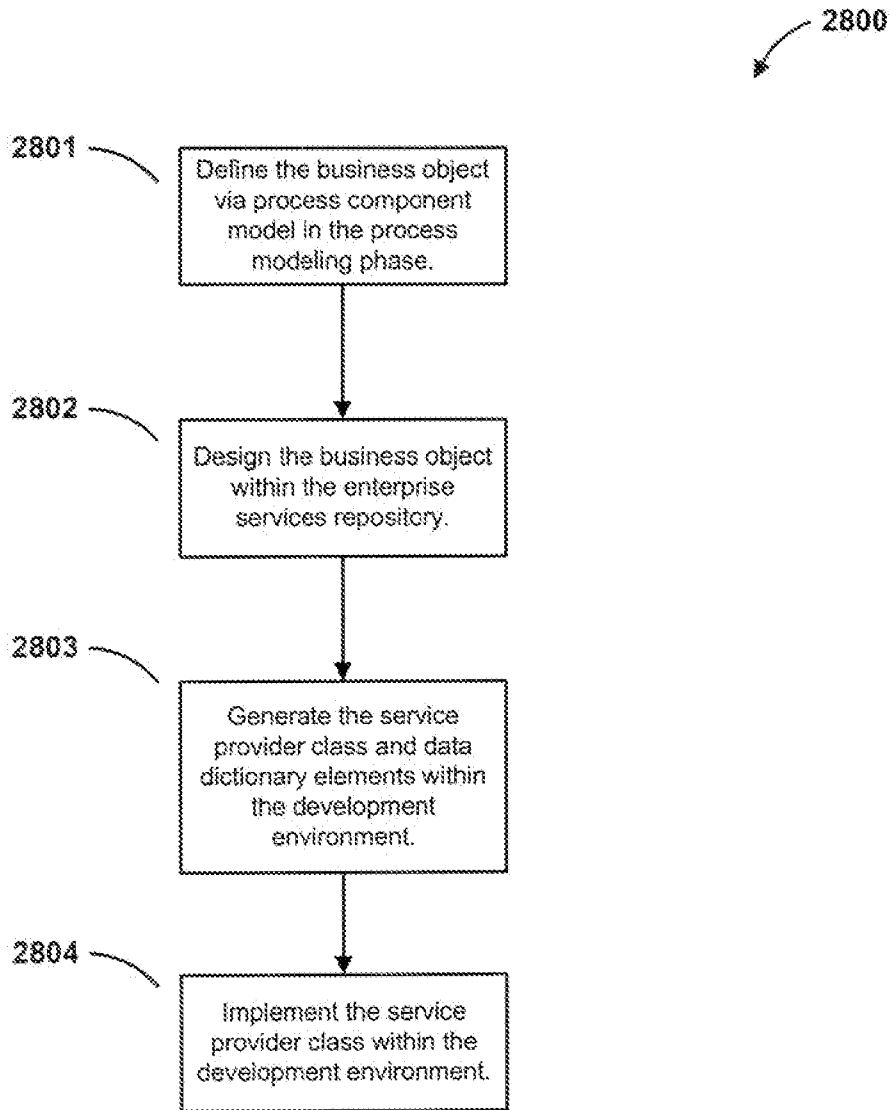 2800
2801
Define the business object
via process component
model in the process
modeling phase.
2802
Design the business object
within the enterprise
services repository.
2803
Generate the service
provider class and data
dictionary elements within
the development
environment.
2804
Implement the service
provider class within the
development environment.